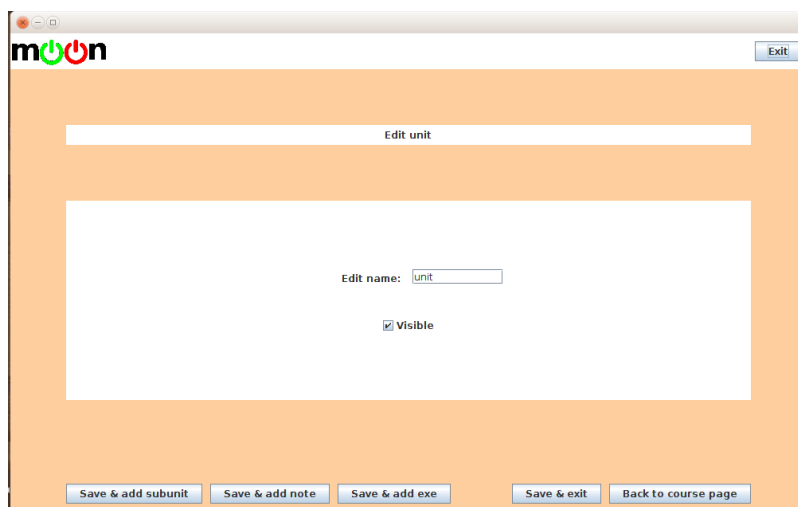 moon
Exit
Edit unit
Edit name: unit
Visible
Save & add subunit Save & add note Save & add exe Save & exit Back to course page